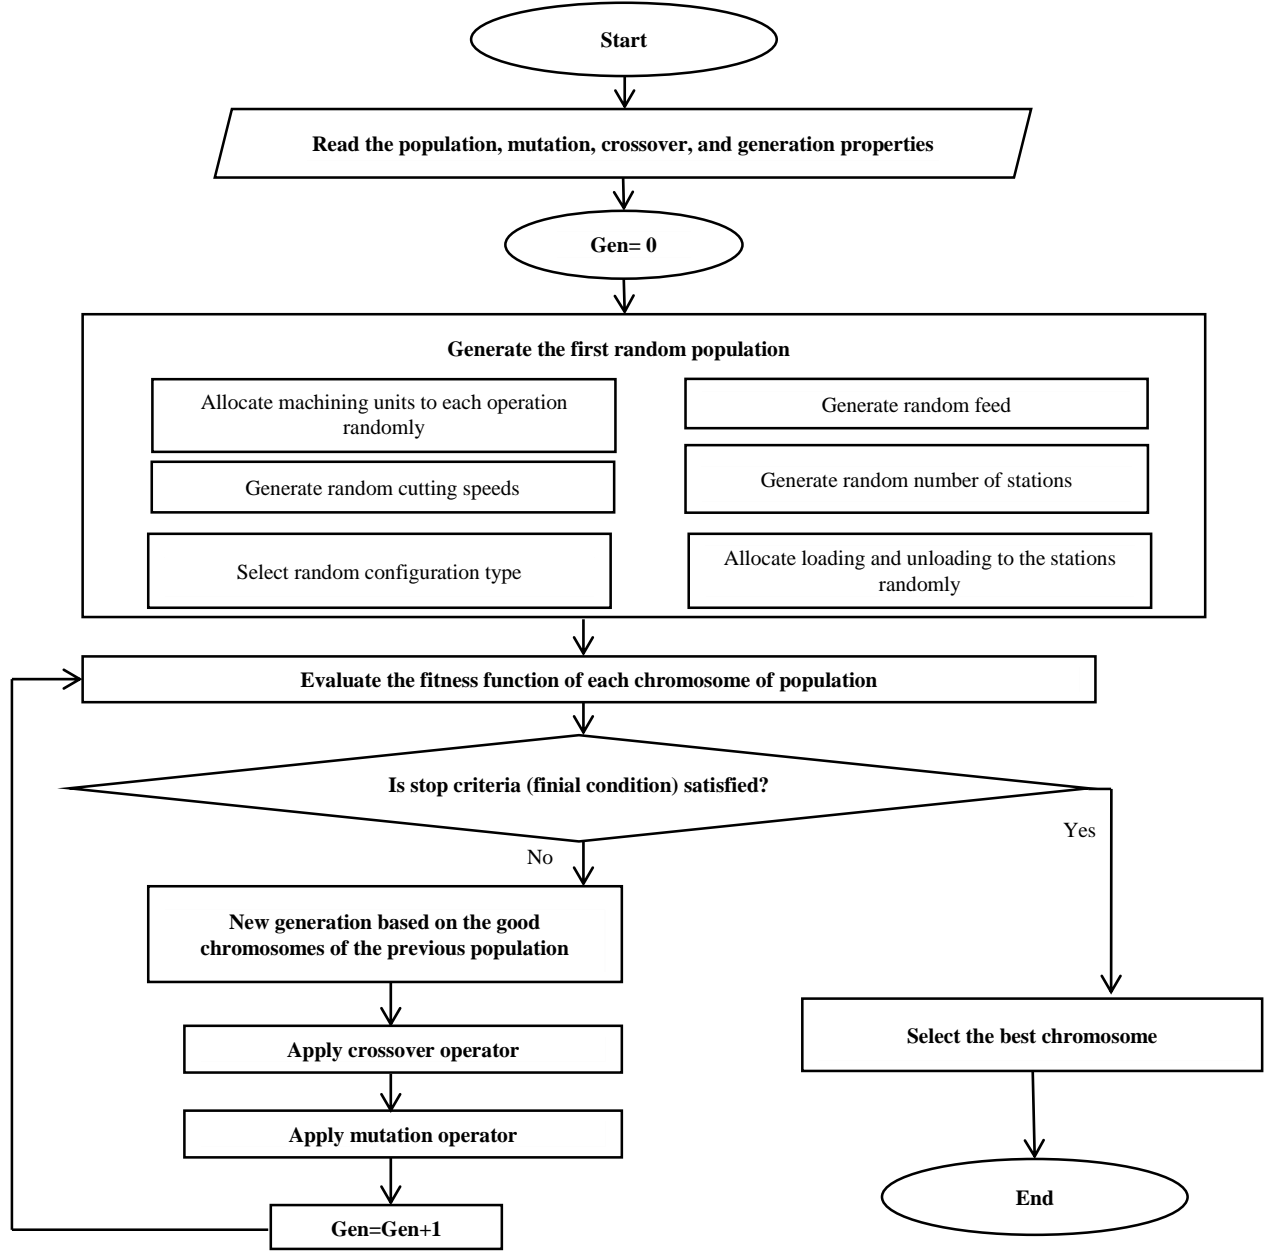 Start
Read the population, mutation, crossover, and generation properties
Gen= 0
Generate the first random population
Allocate machining units to each operation
randomly
Generate random feed
Generate random cutting speeds
Generate random number of stations
Select random configuration type
Allocate loading and unloading to the stations
randomly
Evaluate the fitness function of each chromosome of population
Is stop criteria (finial condition) satisfied?
Yes
No
New generation based on the good
chromosomes of the previous population
Apply crossover operator
Apply mutation operator
Gen=Gen+1
Select the best chromosome
End